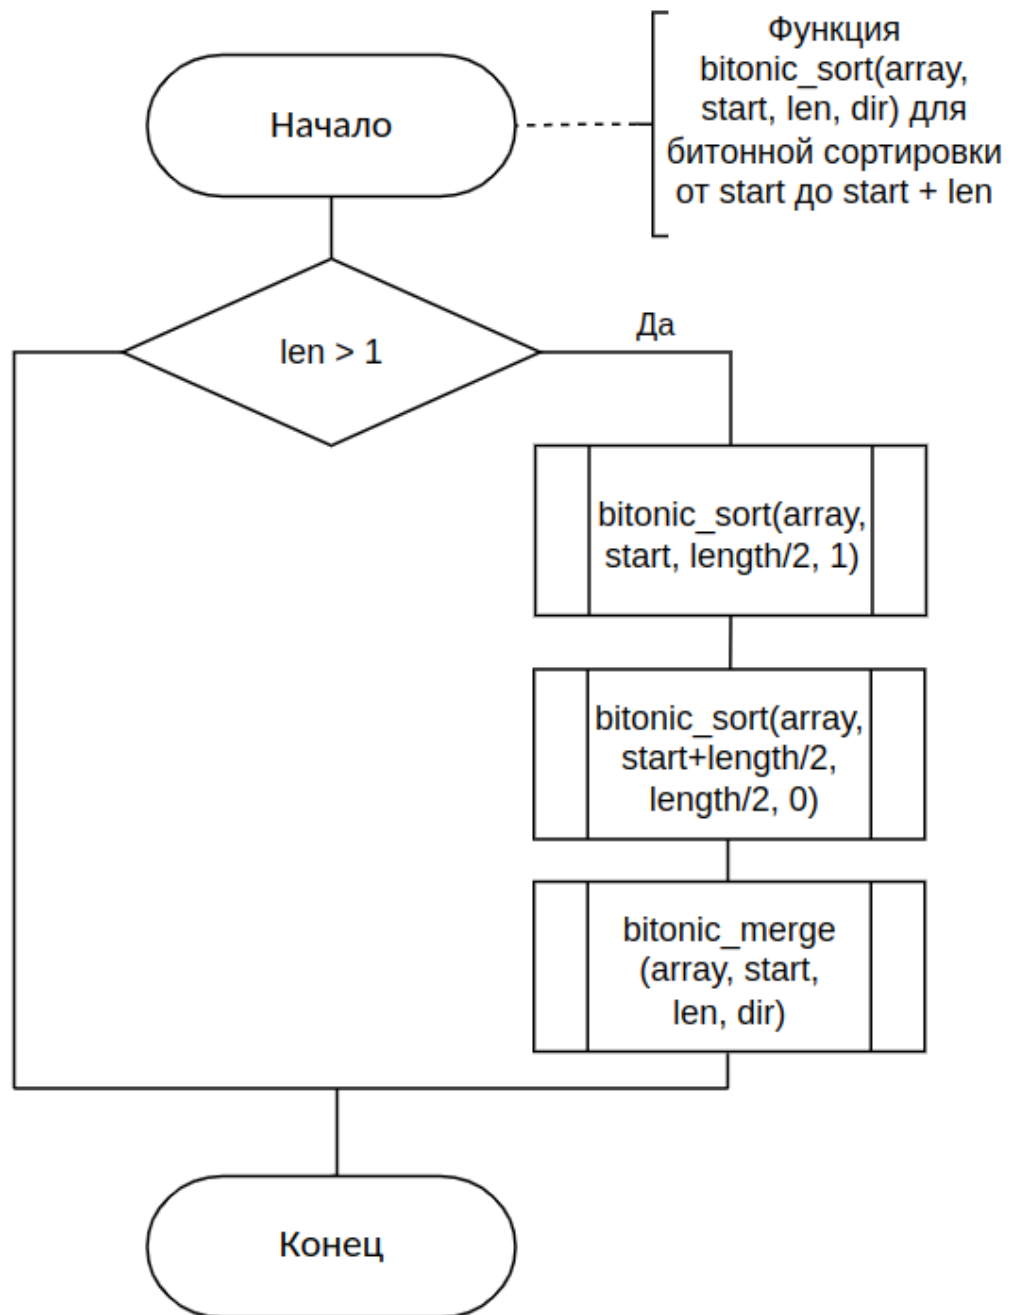 Начало
Функция
bitonic_sort(array,
start, len, dir) для
битонной сортировки
от start до start + len
len > 1
Да
bitonic_sort(array,
start, length/2, 1)
bitonic_sort(array,
start+length/2,
length/2, 0)
bitonic_merge
(array, start,
len, dir)
Конец